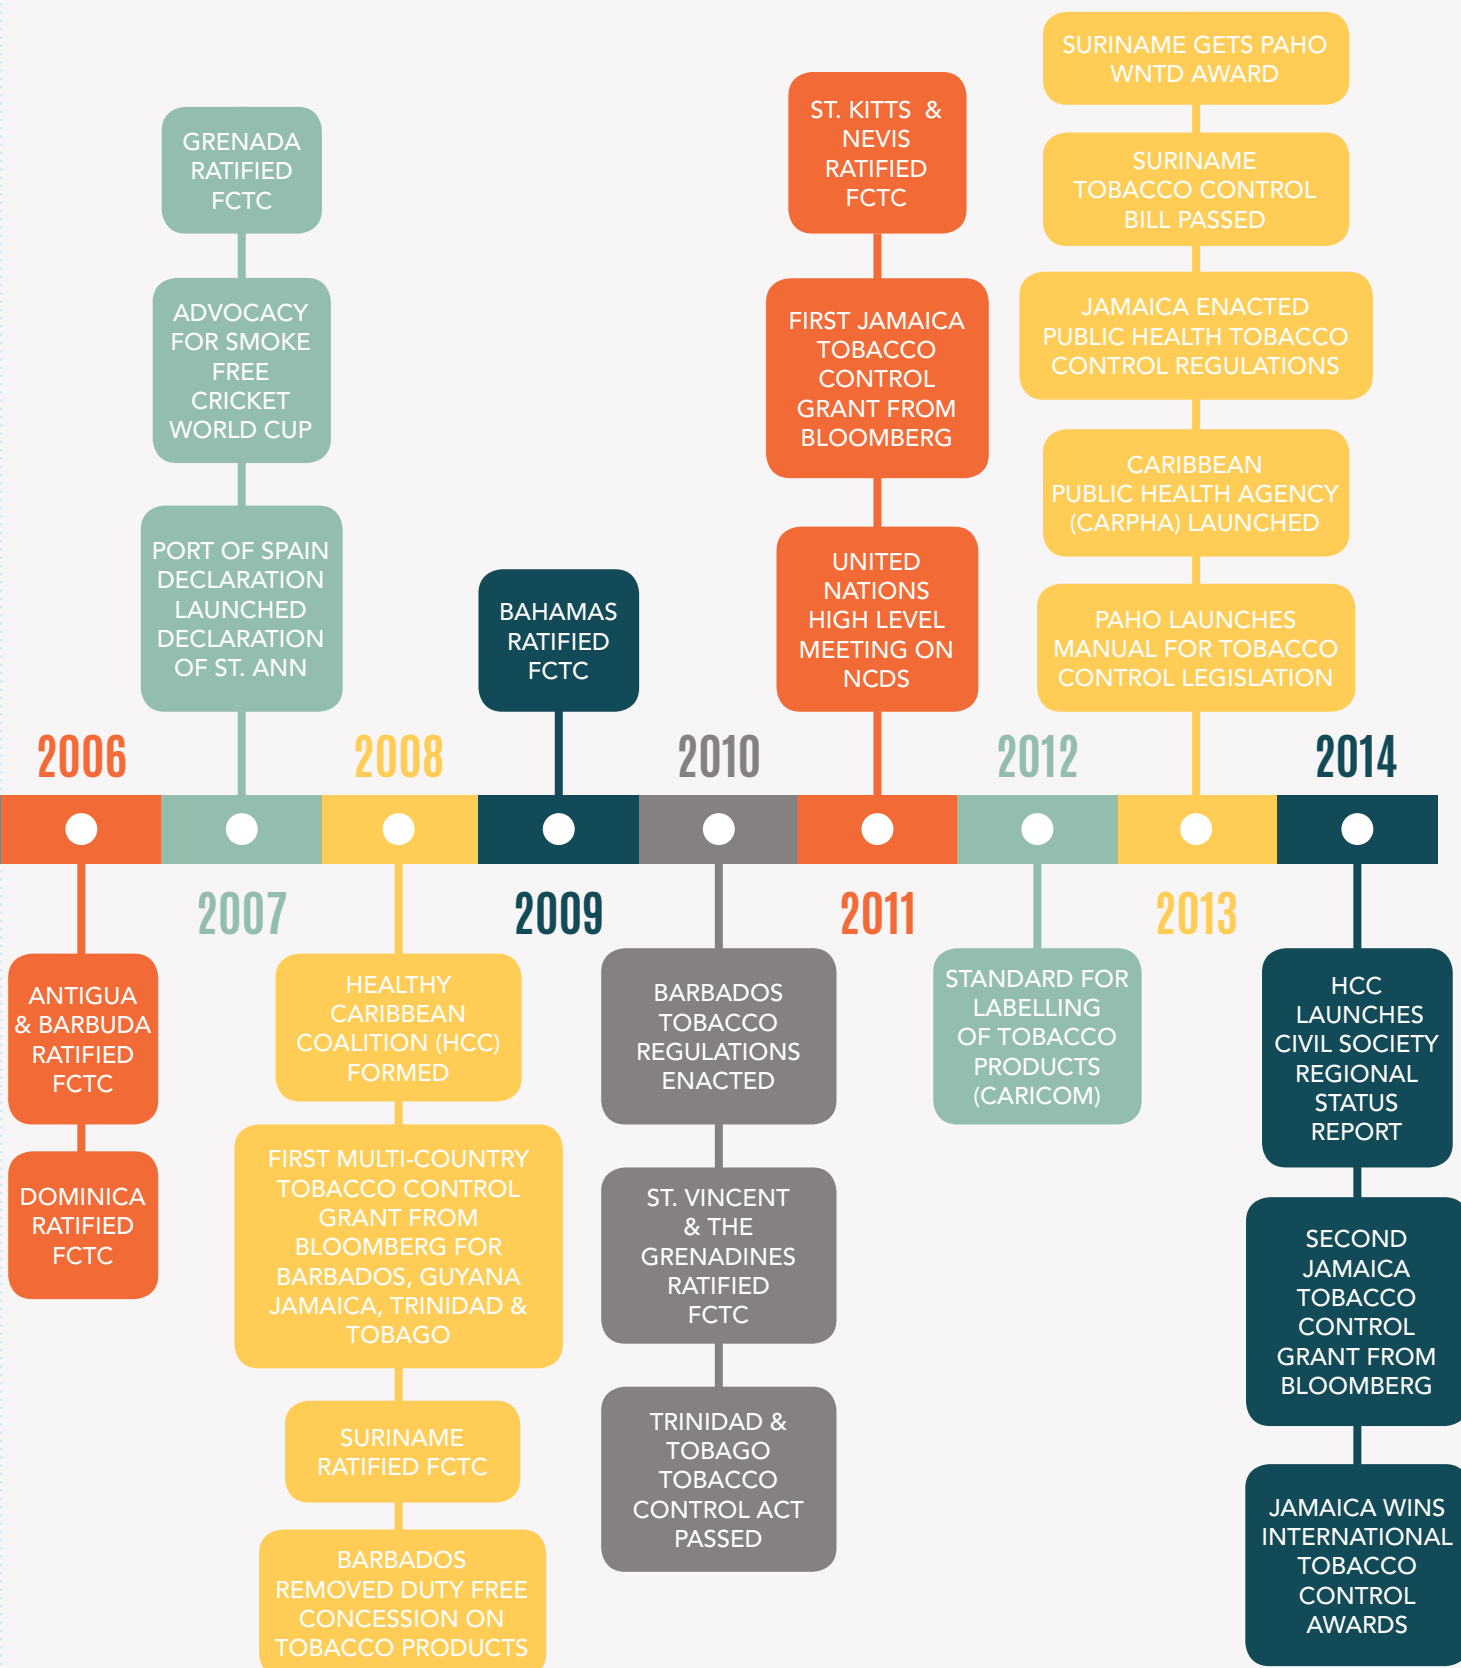 SURINAME GETS PAHO
WNTD AWARD
SURINAME
TOBACCO CONTROL
BILL PASSED
JAMAICA ENACTED
PUBLIC HEALTH TOBACCO
CONTROL REGULATIONS
CARIBBEAN
PUBLIC HEALTH AGENCY
(CARPHA) LAUNCHED
PAHO LAUNCHES
MANUAL FOR TOBACCO
CONTROL LEGISLATION
ST. KITTS &
NEVIS
RATIFIED
FCTC
FIRST JAMAICA
TOBACCO
CONTROL
GRANT FROM
BLOOMBERG
UNITED
NATIONS
HIGH LEVEL
MEETING ON
NCDS
GRENADA
RATIFIED
FCTC
ADVOCACY
FOR SMOKE
FREE
CRICKET
WORLD CUP
PORT OF SPAIN
DECLARATION
LAUNCHED
DECLARATION
OF ST. ANN
BAHAMAS
RATIFIED
FCTC
2006
2008
2010
2012
2014
2007
2009
2011
2013
ANTIGUA
& BARBUDA
RATIFIED
FCTC
DOMINICA
RATIFIED
FCTC
HEALTHY
CARIBBEAN
COALITION (HCC)
FORMED
FIRST MULTI-COUNTRY
TOBACCO CONTROL
GRANT FROM
BLOOMBERG FOR
BARBADOS, GUYANA
JAMAICA, TRINIDAD &
TOBAGO
SURINAME
RATIFIED FCTC
BARBADOS
REMOVED DUTY FREE
CONCESSION ON
TOBACCO PRODUCTS
BARBADOS
TOBACCO
REGULATIONS
ENACTED
ST. VINCENT
& THE
GRENADINES
RATIFIED
FCTC
TRINIDAD &
TOBAGO
TOBACCO
CONTROL ACT
PASSED
STANDARD FOR
LABELLING
OF TOBACCO
PRODUCTS
(CARICOM)
HCC
LAUNCHES
CIVIL SOCIETY
REGIONAL
STATUS
REPORT
SECOND
JAMAICA
TOBACCO
CONTROL
GRANT FROM
BLOOMBERG
JAMAICA WINS
INTERNATIONAL
TOBACCO
CONTROL
AWARDS